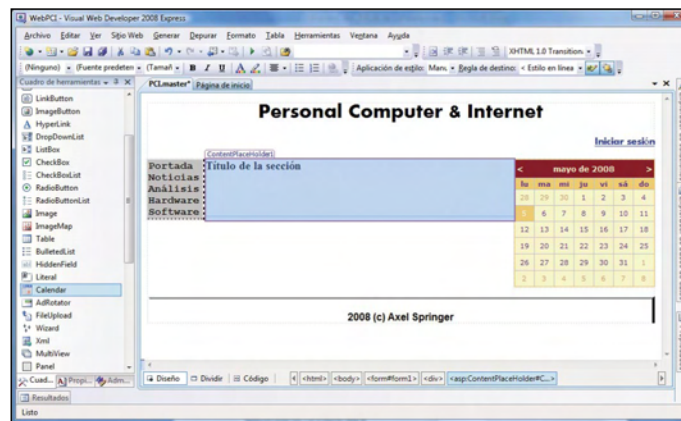 WebPCI - Visual Web Developer 2008 Express
Archivo Editar Ver Sitio Web Generar Depurar Formato Tabla Herramientas Ventana Ayuda
XHTML 1.0 Transition
(Ninguno) (Fuente predeten (Tamañ N K S A Aplicación de estilo: Manu Regla de destino: < Estilo en línea
Cuadro de herramientas
PCI.master* Página de inicio
LinkButton
ImageButton
HyperLink
DropDownList
ListBox
CheckBox
CheckBoxList
RadioButton
RadioButtonList
Image
ImageMap
Table
BulletedList
HiddenField
Literal
Calendar
AdRotator
FileUpload
Wizard
Xml
MultiView
Panel
Cuad... Propi... Adm...
Personal Computer & Internet
Iniciar sesión
ContentPlaceHolder1
Portada
Noticias
Análisis
Hardware
Software
Título de la sección
< mayo de 2008 >
lu ma mi ju vi sá do
28 29 30 1 2 3 4
5 6 7 8 9 10 11
12 13 14 15 16 17 18
19 20 21 22 23 24 25
26 27 28 29 30 31 1
2 3 4 5 6 7 8
2008 (c) Axel Springer
Diseño Dividir Código <html> <body> <form#form1> <div> <asp:ContentPlaceHolder#C...>
Resultados
Listo